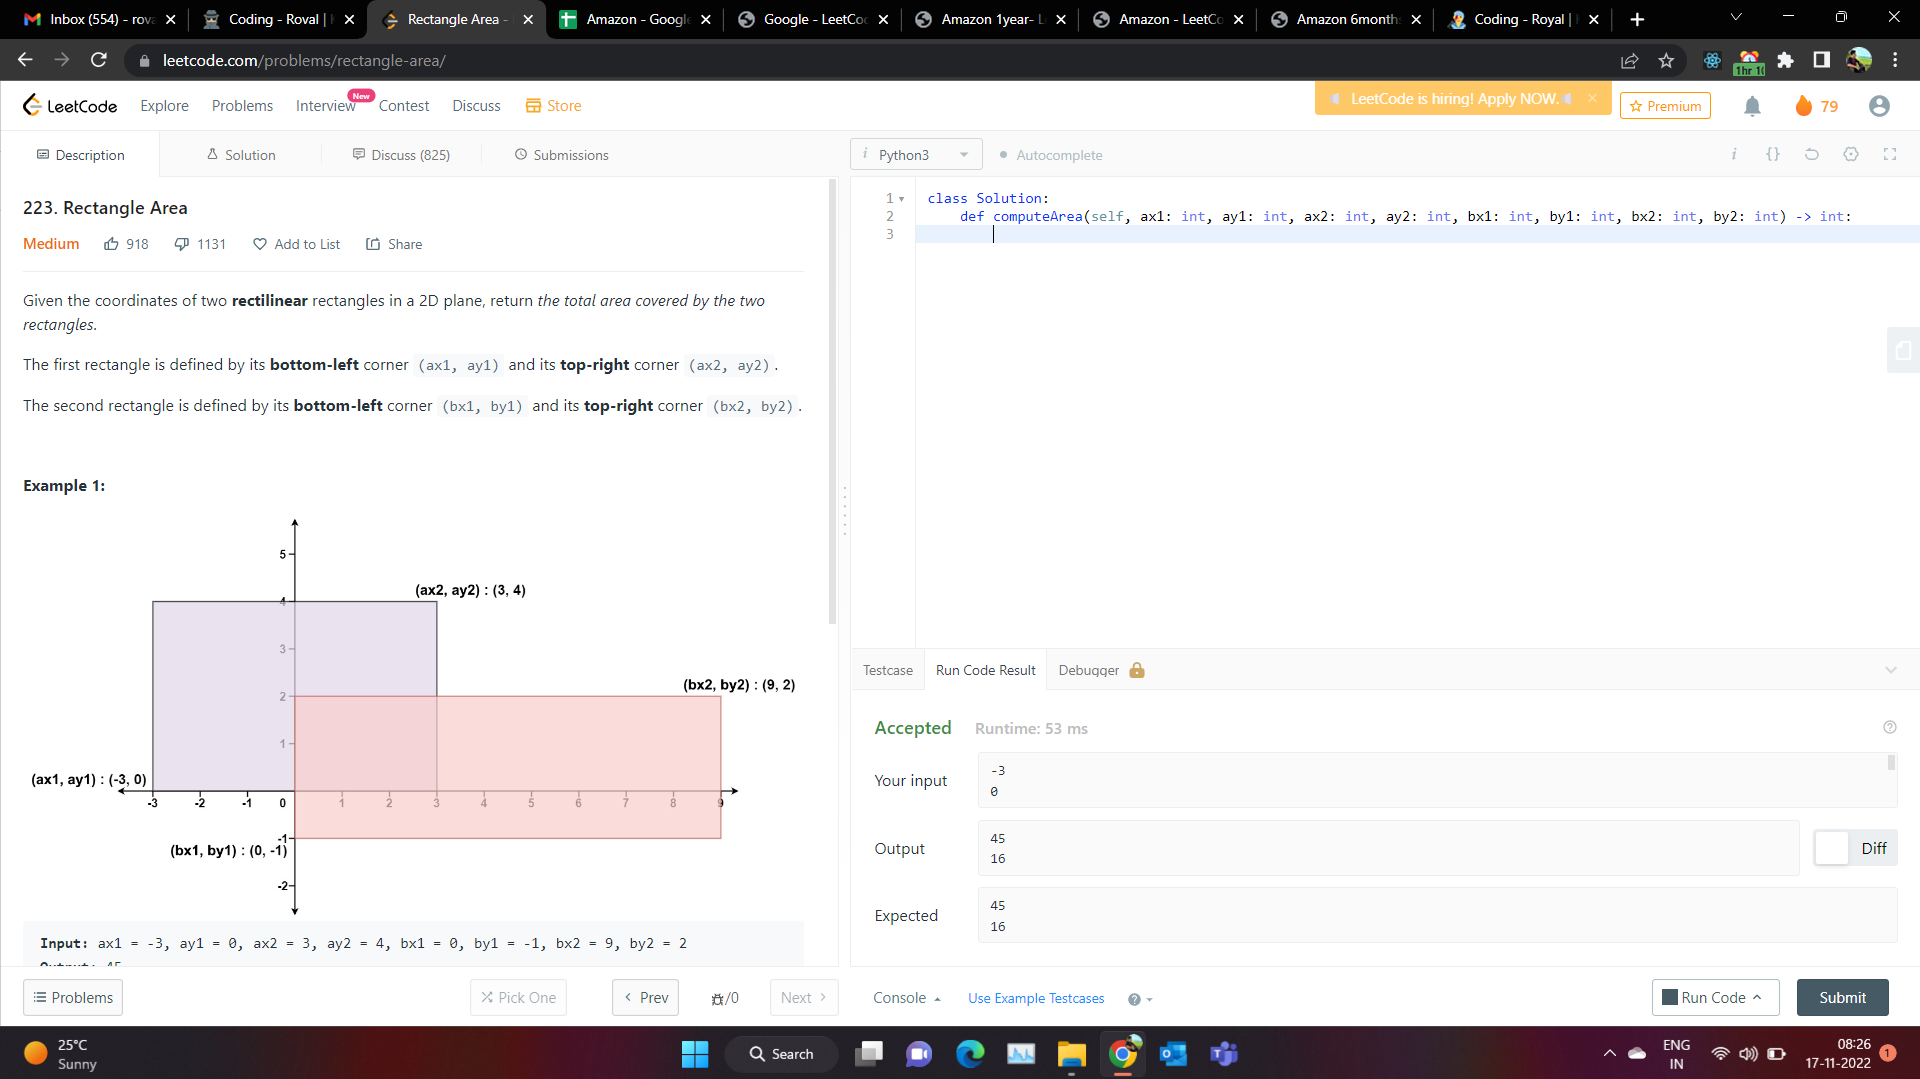 Inbox (554) - rova
Coding - Roval |
Rectangle Area -
Amazon - Google
Google - LeetCo
Amazon 1year- L
Amazon - LeetCo
Amazon 6month
Coding - Royal |
leetcode.com/problems/rectangle-area/
1hr 10
LeetCode Explore Problems Interview New Contest Discuss Store
LeetCode is hiring! Apply NOW.
Premium
79
Description Solution Discuss (825) Submissions
i Python3 Autocomplete
i {}
223. Rectangle Area
Medium 918 1131 Add to List Share
Given the coordinates of two rectilinear rectangles in a 2D plane, return the total area covered by the two
rectangles.
The first rectangle is defined by its bottom-left corner (ax1, ay1) and its top-right corner (ax2, ay2).
The second rectangle is defined by its bottom-left corner (bx1, by1) and its top-right corner (bx2, by2).
Example 1:
5
(ax2, ay2) : (3, 4)
4
3
(bx2, by2) : (9, 2)
2
1
(ax1, ay1) : (-3, 0)
-3 -2 -1 0 1 2 3 4 5 6 7 8 9
-1
(bx1, by1) : (0, -1)
-2
Input: ax1 = -3, ay1 = 0, ax2 = 3, ay2 = 4, bx1 = 0, by1 = -1, bx2 = 9, by2 = 2
Output: 45
1 class Solution:
2 def computeArea(self, ax1: int, ay1: int, ax2: int, ay2: int, bx1: int, by1: int, bx2: int, by2: int) -> int:
3
Testcase Run Code Result Debugger
Accepted Runtime: 53 ms
Your input
-3
0
Output
45
16
Diff
Expected
45
16
Problems Pick One < Prev /0 Next >
Console Use Example Testcases Run Code Submit
25°C
Sunny
Search
ENG
IN
08:26
17-11-2022
1